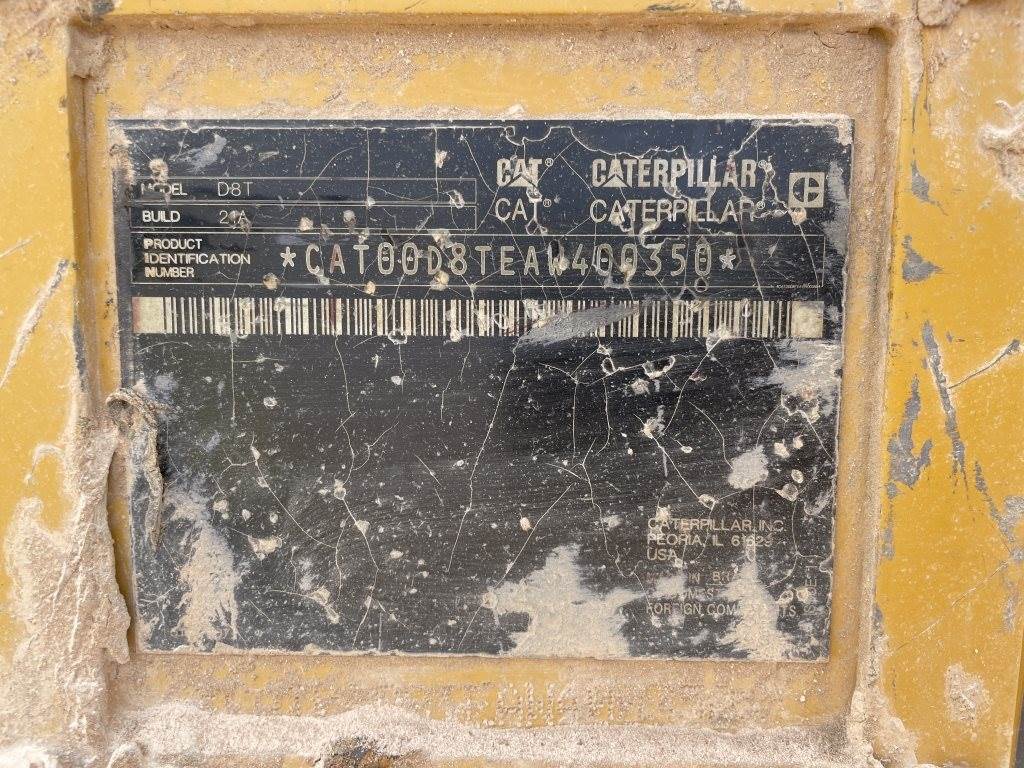 MODEL D8T
BUILD 21A
CAT® CATERPILLAR®
CAT® CATERPILLAR®
PRODUCT
IDENTIFICATION
NUMBER
*CAT00D8TEAW400350*
CATERPILLAR, INC.
PEORIA, IL 61629
USA
IN
FOREIGN COMPONENTS